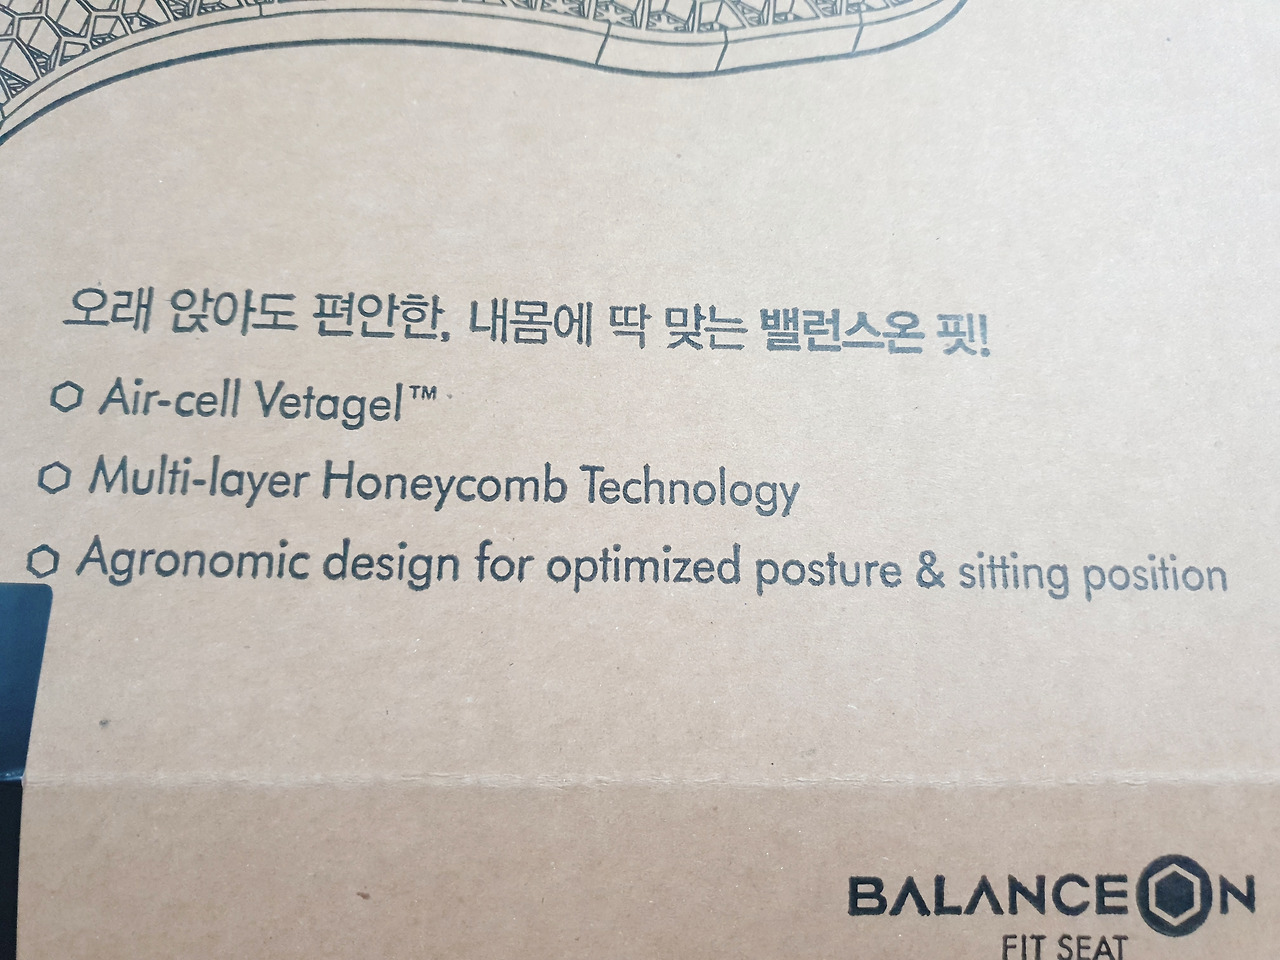 오래 앉아도 편안한, 내몸에 딱 맞는 밸런스온 핏!
Air-cell Vetagel™
Multi-layer Honeycomb Technology
Agronomic design for optimized posture & sitting position
BALANCEON
FIT SEAT